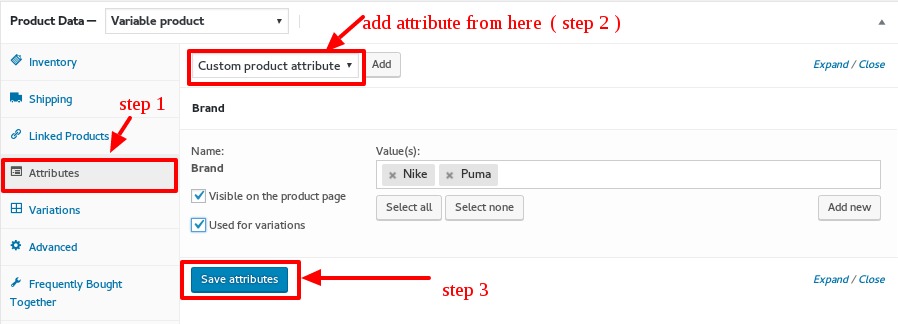 Product Data — Variable product
add attribute from here ( step 2 )
Inventory
Custom product attribute Add
Expand / Close
Shipping
step 1
Brand
Linked Products
Name:
Value(s):
Attributes
Brand
× Nike × Puma
Visible on the product page
Variations
Select all Select none Add new
Used for variations
Advanced
Save attributes
Expand / Close
step 3
Frequently Bought
Together